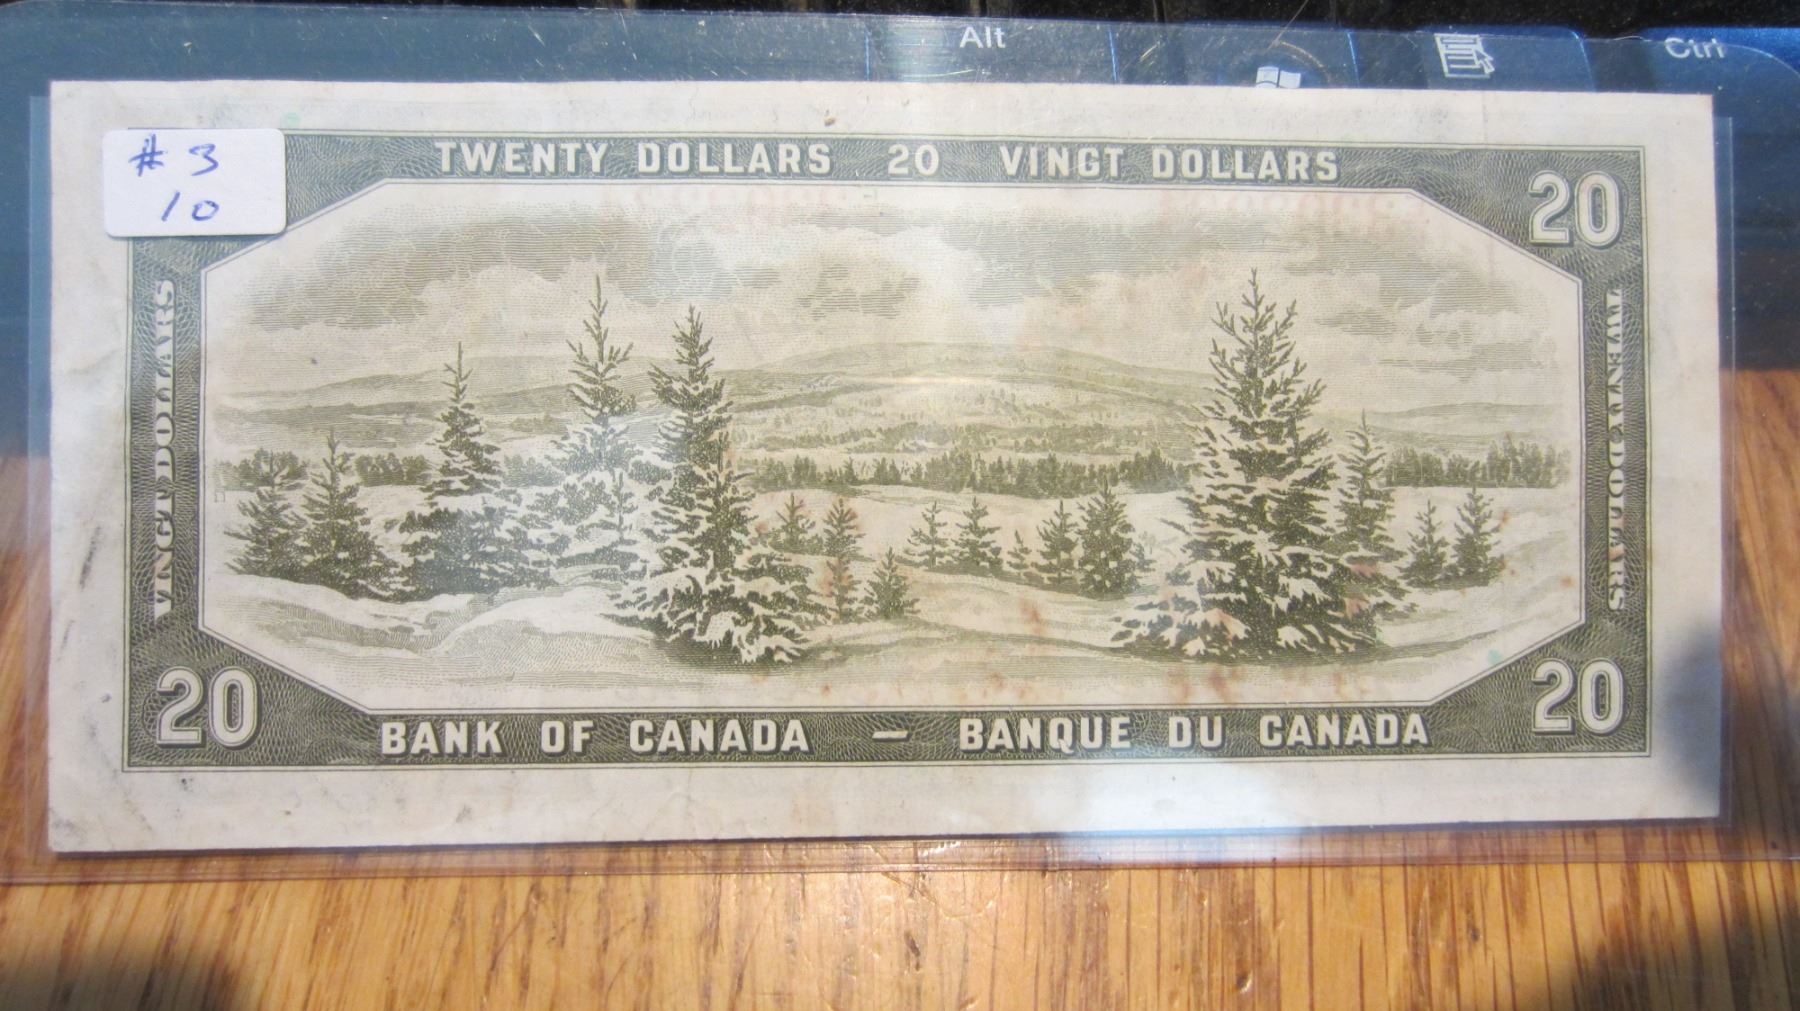 Alt
Ctrl
# 3
10
TWENTY DOLLARS 20 VINGT DOLLARS
20
VINGT DOLLARS
TWENTY DOLLARS
20
20
BANK OF CANADA – BANQUE DU CANADA